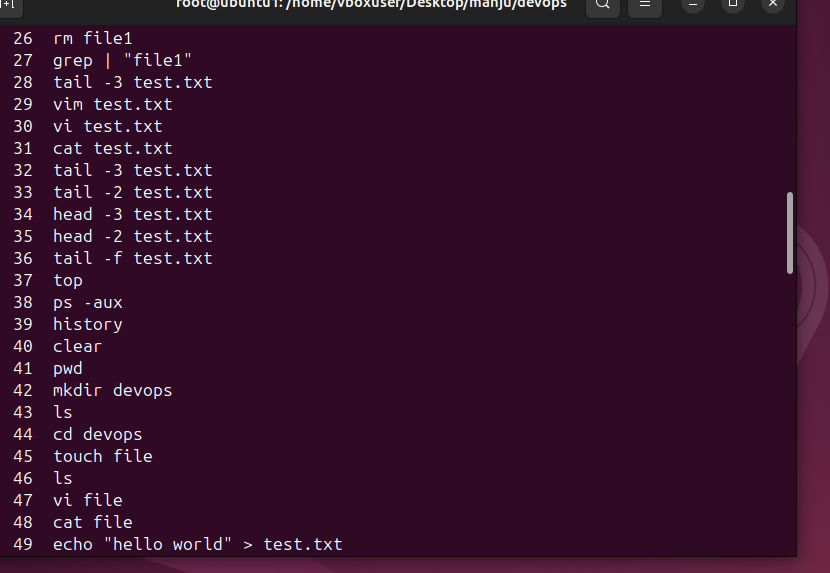 root@ubuntu1: /home/vboxuser/Desktop/manju/devops
26 rm file1
27 grep | "file1"
28 tail -3 test.txt
29 vim test.txt
30 vi test.txt
31 cat test.txt
32 tail -3 test.txt
33 tail -2 test.txt
34 head -3 test.txt
35 head -2 test.txt
36 tail -f test.txt
37 top
38 ps -aux
39 history
40 clear
41 pwd
42 mkdir devops
43 ls
44 cd devops
45 touch file
46 ls
47 vi file
48 cat file
49 echo "hello world" > test.txt